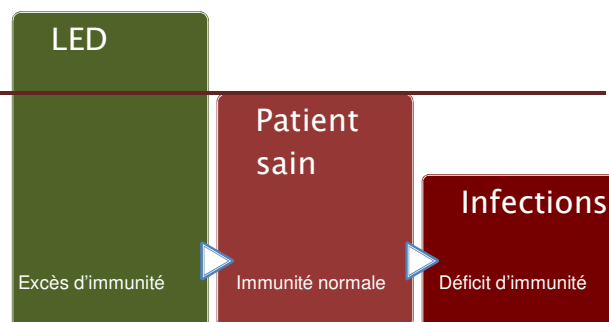 LED
Patient
sain
Infections
Excès d’immunité
Immunité normale
Déficit d’immunité